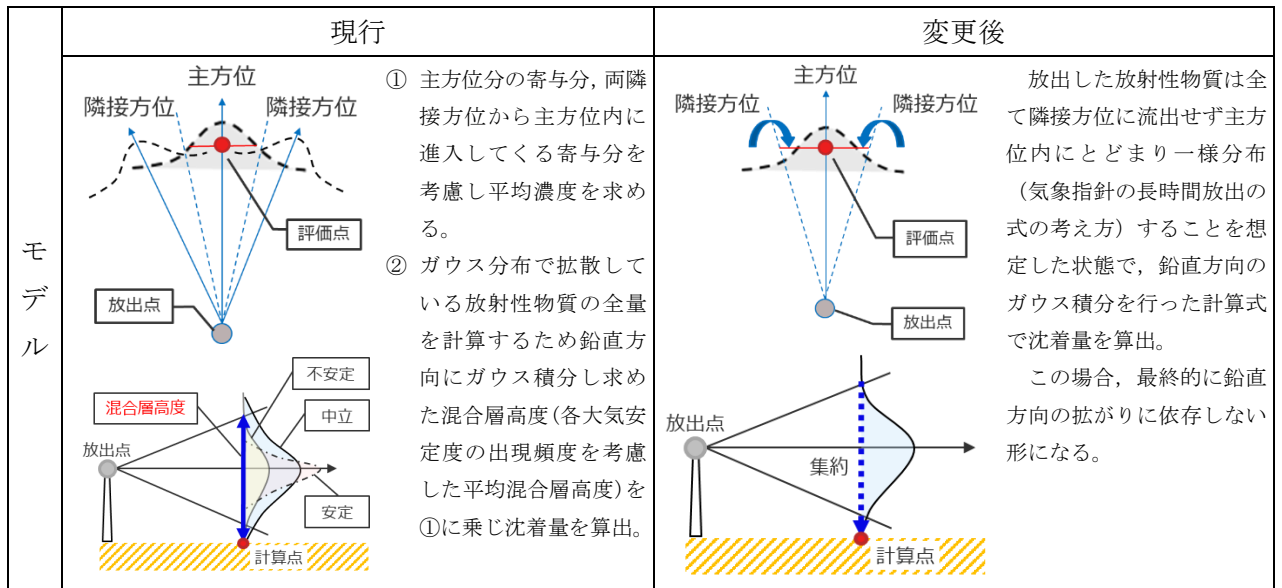 現行
変更後
モデル
主方位
隣接方位
隣接方位
評価点
放出点
不安定
混合層高度
中立
放出点
安定
計算点
① 主方位分の寄与分,両隣
接方位から主方位内に
進入してくる寄与分を
考慮し平均濃度を求め
る。
② ガウス分布で拡散して
いる放射性物質の全量
を計算するため鉛直方
向にガウス積分し求め
た混合層高度(各大気安
定度の出現頻度を考慮
した平均混合層高度)を
①に乗じ沈着量を算出。
主方位
隣接方位
隣接方位
評価点
放出点
放出点
集約
計算点
放出した放射性物質は全
て隣接方位に流出せず主方
位内にとどまり一様分布
(気象指針の長時間放出の
式の考え方)することを想
定した状態で,鉛直方向の
ガウス積分を行った計算式
で沈着量を算出。
この場合,最終的に鉛直
方向の拡がりに依存しない
形になる。